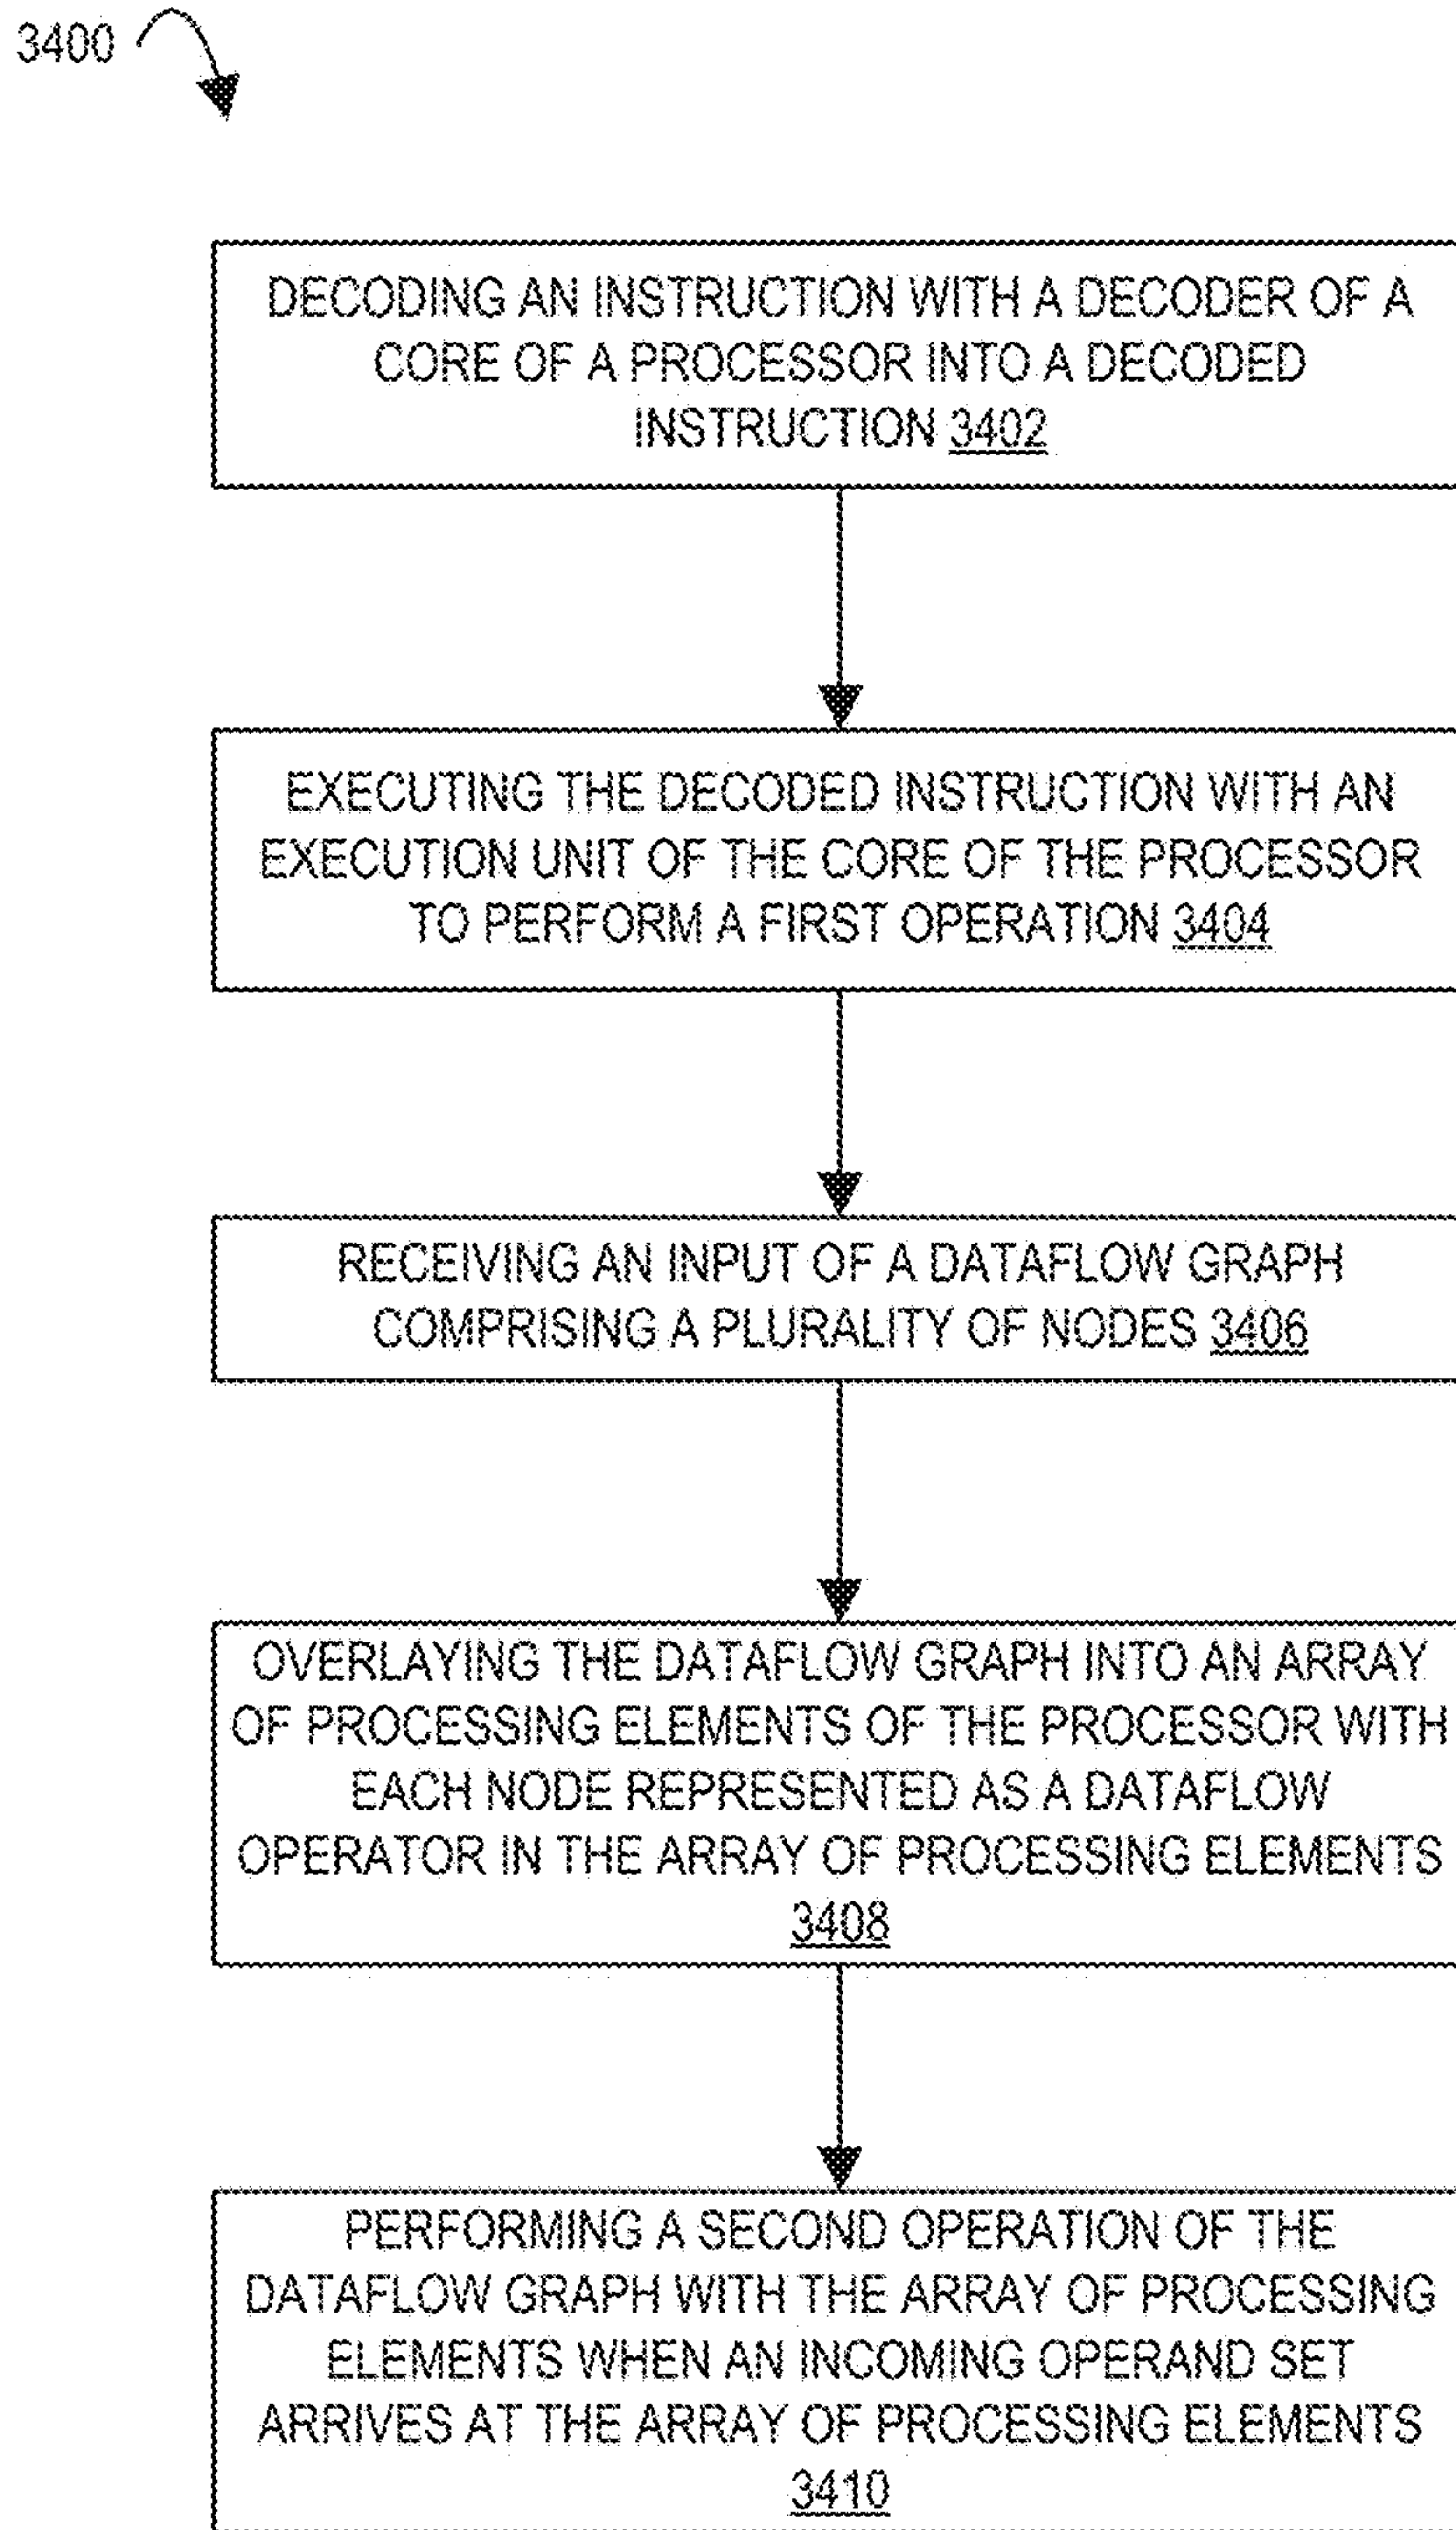 3400
DECODING AN INSTRUCTION WITH A DECODER OF A
CORE OF A PROCESSOR INTO A DECODED
INSTRUCTION 3402
EXECUTING THE DECODED INSTRUCTION WITH AN
EXECUTION UNIT OF THE CORE OF THE PROCESSOR
TO PERFORM A FIRST OPERATION 3404
RECEIVING AN INPUT OF A DATAFLOW GRAPH
COMPRISING A PLURALITY OF NODES 3406
OVERLAYING THE DATAFLOW GRAPH INTO AN ARRAY
OF PROCESSING ELEMENTS OF THE PROCESSOR WITH
EACH NODE REPRESENTED AS A DATAFLOW
OPERATOR IN THE ARRAY OF PROCESSING ELEMENTS
3408
PERFORMING A SECOND OPERATION OF THE
DATAFLOW GRAPH WITH THE ARRAY OF PROCESSING
ELEMENTS WHEN AN INCOMING OPERAND SET
ARRIVES AT THE ARRAY OF PROCESSING ELEMENTS
3410